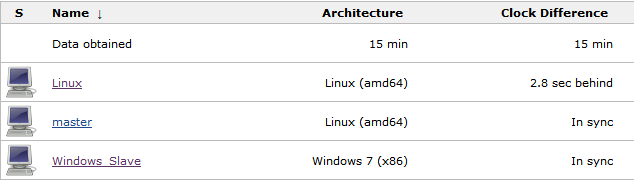 S Name ↓ Architecture Clock Difference
Data obtained 15 min 15 min
Linux Linux (amd64) 2.8 sec behind
master Linux (amd64) In sync
Windows_Slave Windows 7 (x86) In sync